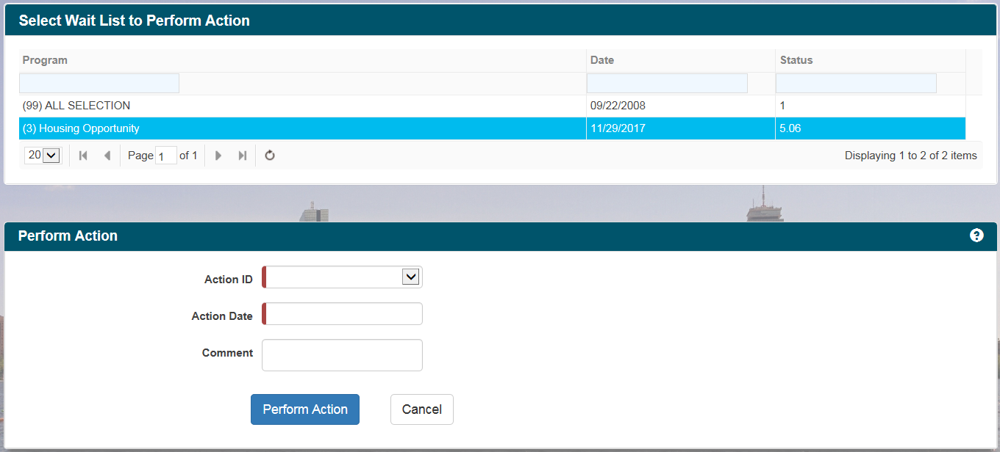 Select Wait List to Perform Action
Program Date Status
(99) ALL SELECTION 09/22/2008 1
(3) Housing Opportunity 11/29/2017 5.06
20 Page 1 of 1 Displaying 1 to 2 of 2 items
Perform Action ?
Action ID
Action Date
Comment
Perform Action Cancel